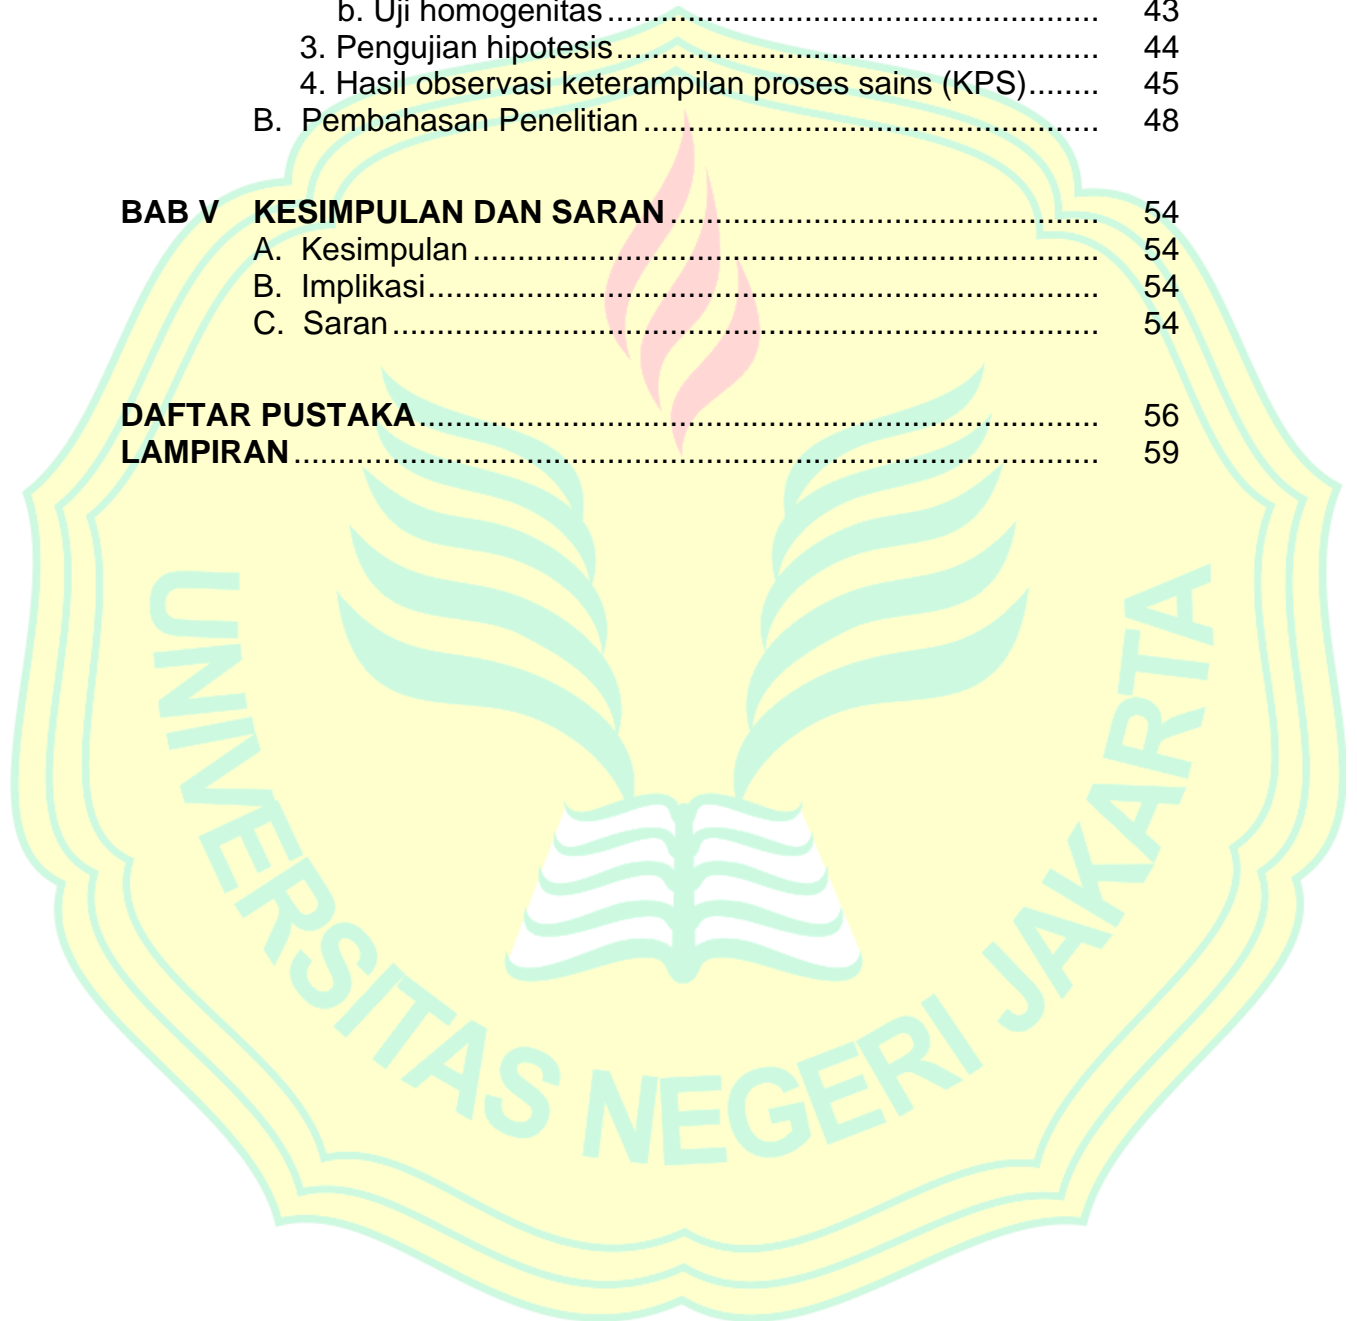 b. Uji homogenitas ........................................................ 43
3. Pengujian hipotesis ........................................................ 44
4. Hasil observasi keterampilan proses sains (KPS) ........ 45
B. Pembahasan Penelitian ........................................................ 48
BAB V KESIMPULAN DAN SARAN ........................................................ 54
A. Kesimpulan ........................................................ 54
B. Implikasi ........................................................ 54
C. Saran ........................................................ 54
DAFTAR PUSTAKA ........................................................ 56
LAMPIRAN ........................................................ 59
UNIVERSITAS NEGERI JAKARTA